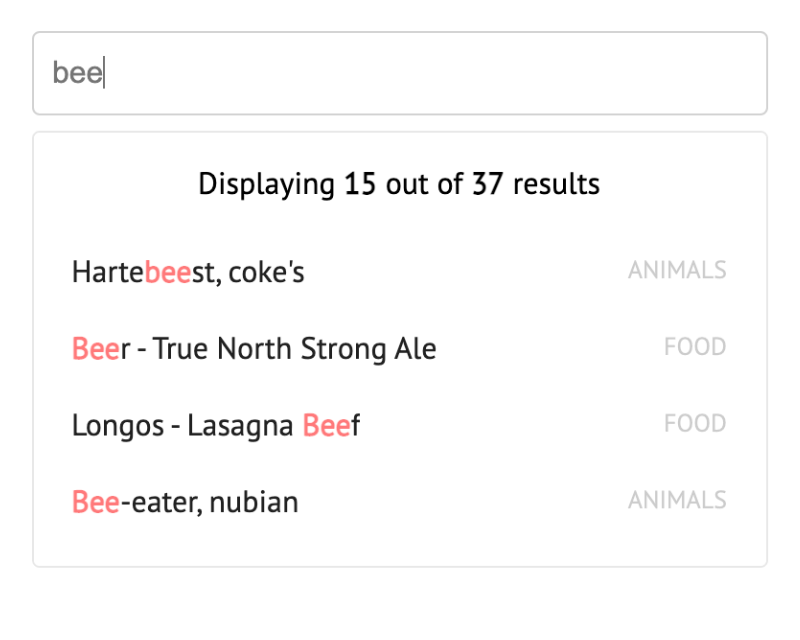 bee
Displaying 15 out of 37 results
Hartebeest, coke's ANIMALS
Beer - True North Strong Ale FOOD
Longos - Lasagna Beef FOOD
Bee-eater, nubian ANIMALS